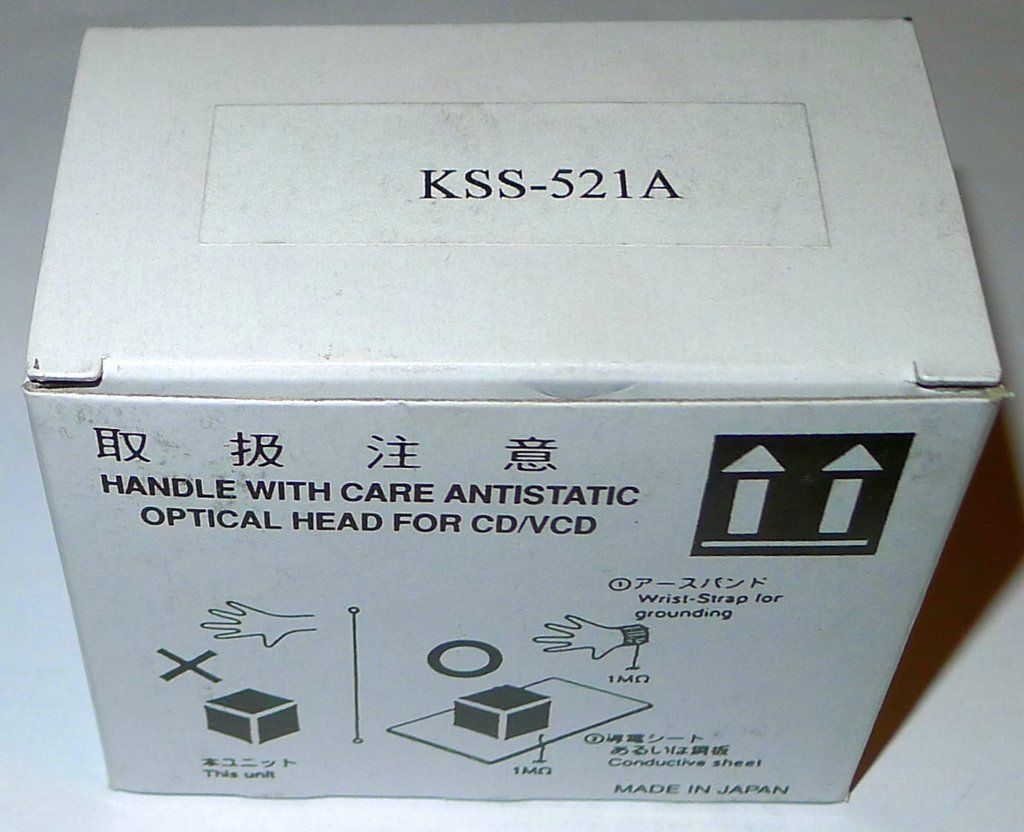 KSS-521A
取 扱 注 意
HANDLE WITH CARE ANTISTATIC
OPTICAL HEAD FOR CD/VCD
①アースバンド
Wrist-Strap for
grounding
1MΩ
本ユニット
This unit
1MΩ
②導電シート
あるいは鋼板
Conductive sheet
MADE IN JAPAN